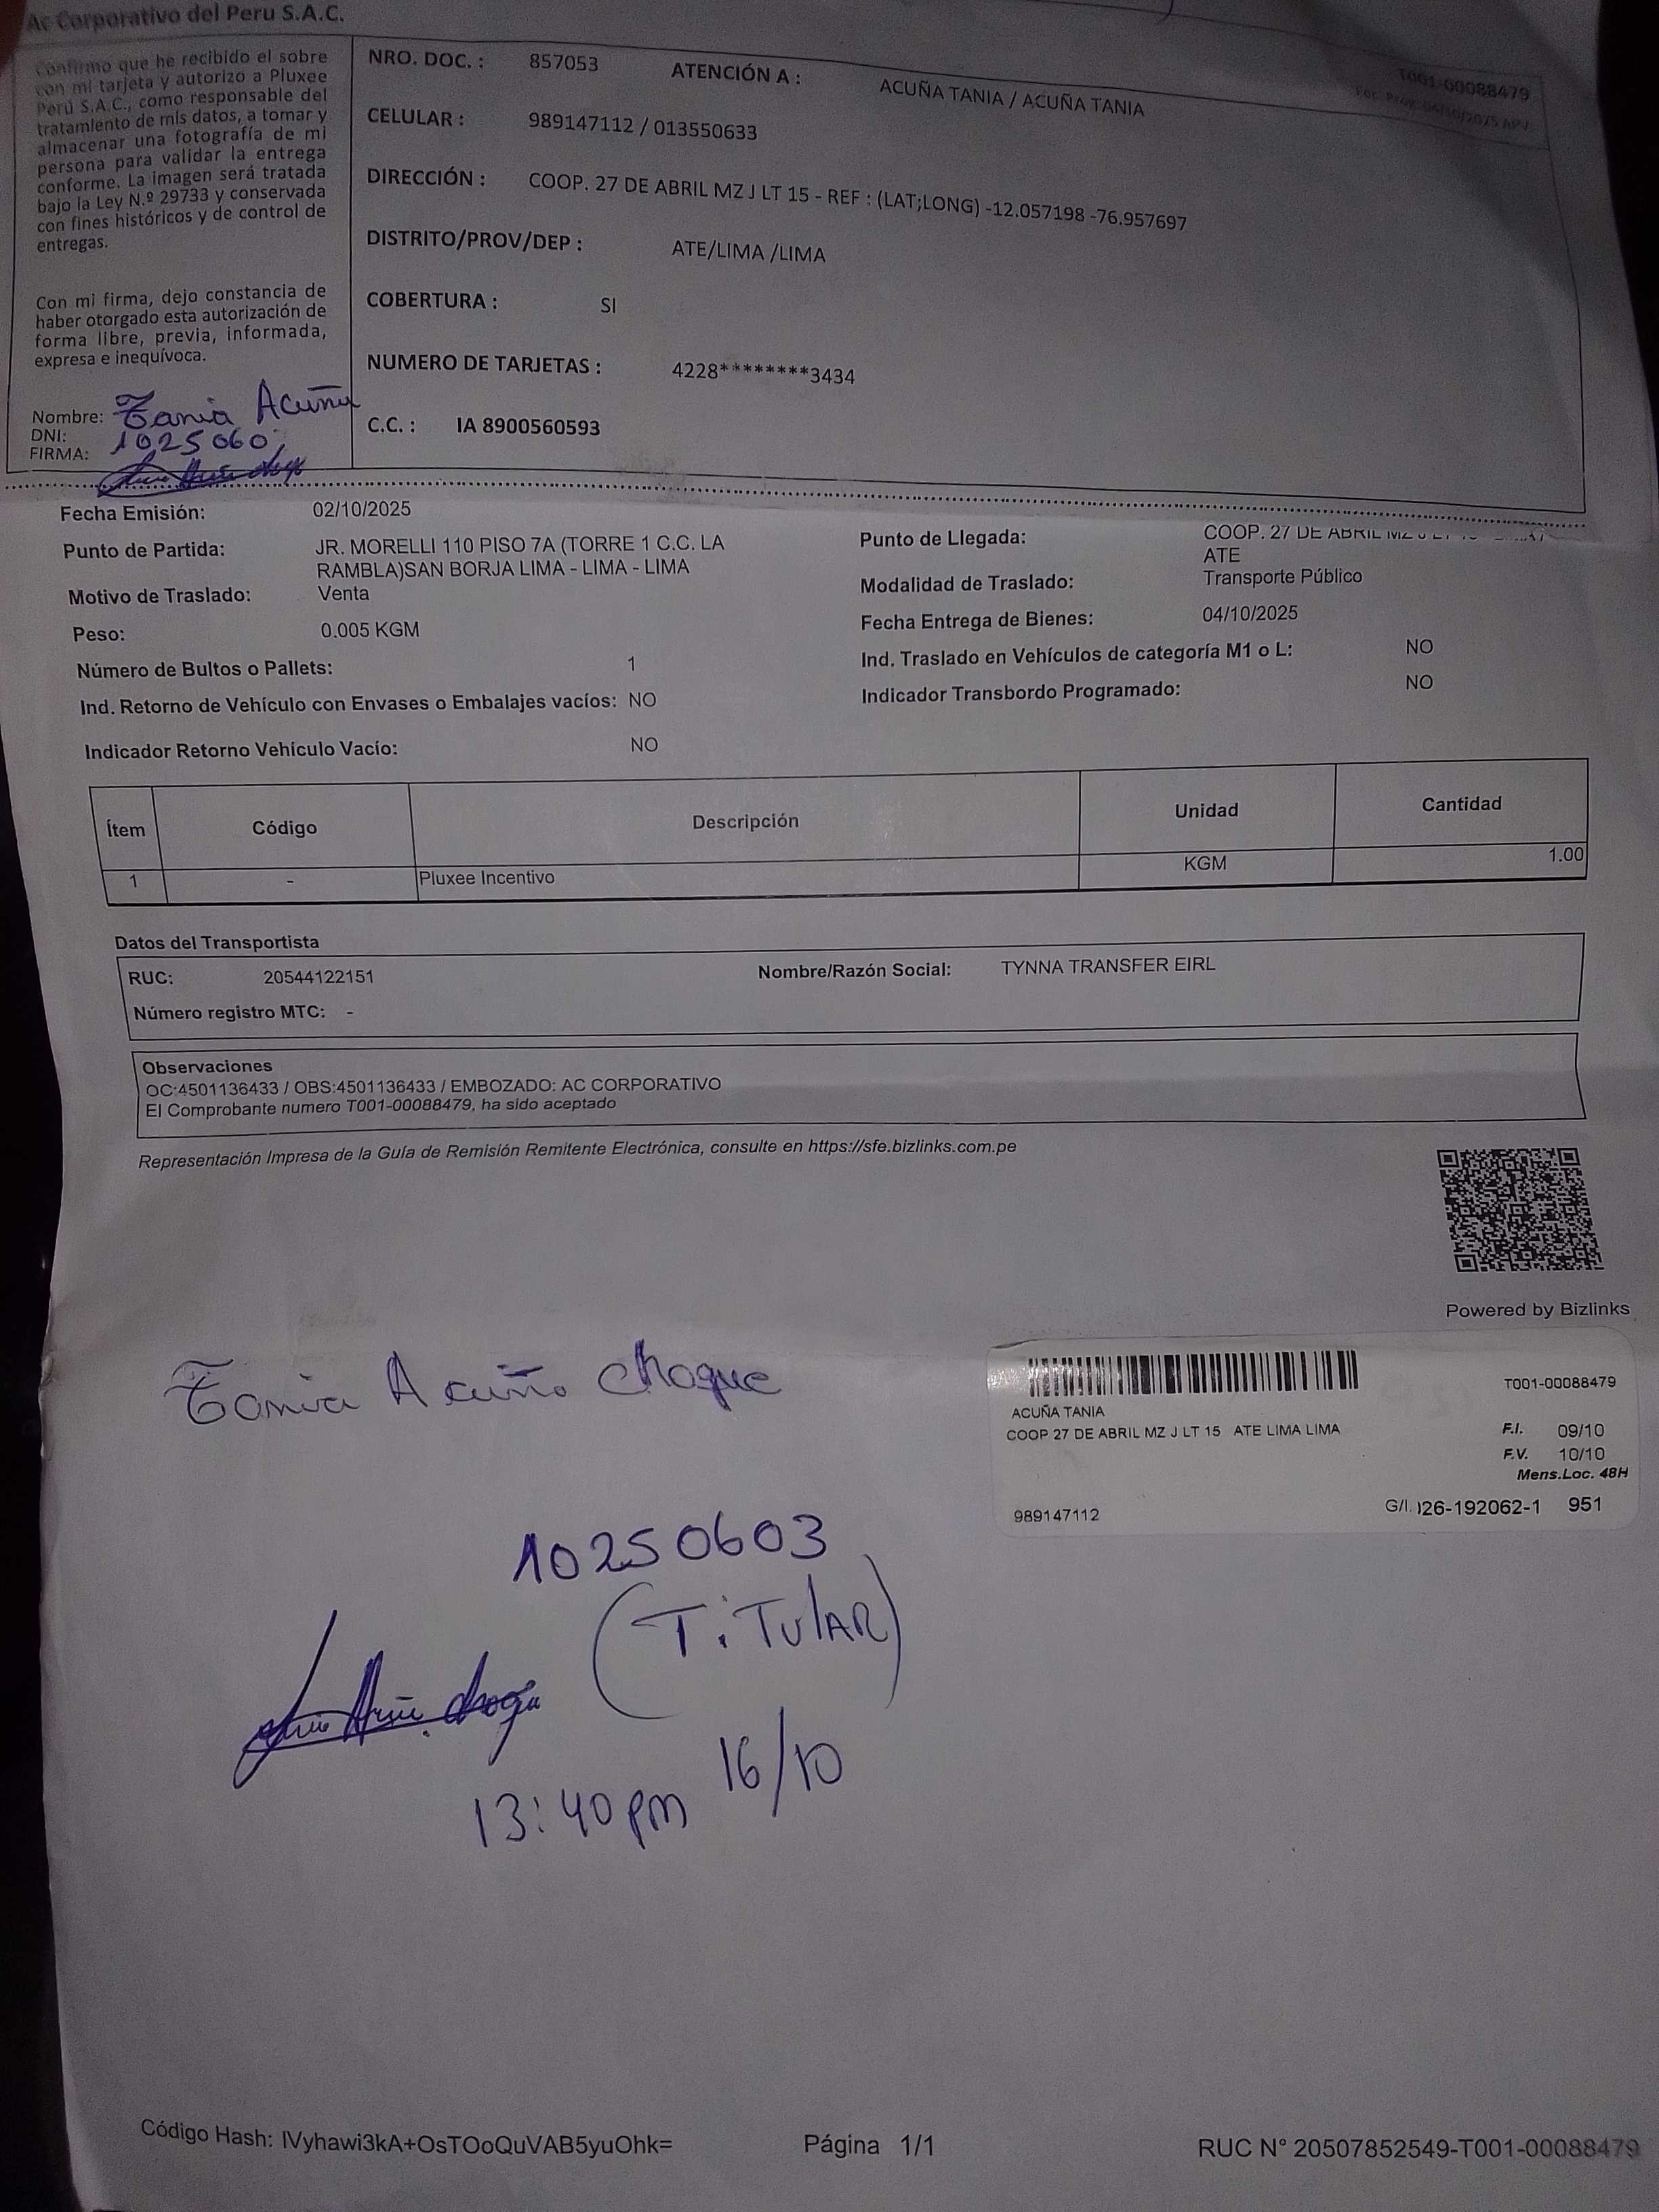 Ac Corporativo del Peru S.A.C.
Confirmo que he recibido el sobre
con mi tarjeta y autorizo a Pluxee
Perú S.A.C., como responsable del
tratamiento de mis datos, a tomar y
almacenar una fotografía de mi
persona para validar la entrega
conforme. La imagen será tratada
bajo la Ley N.º 29733 y conservada
con fines históricos y de control de
entregas.
Con mi firma, dejo constancia de
haber otorgado esta autorización de
forma libre, previa, informada,
expresa e inequívoca.
Nombre: Tania Acuña
DNI: 1025060
FIRMA:
NRO. DOC. : 857053 ATENCIÓN A : ACUÑA TANIA / ACUÑA TANIA
T001-00088479
CELULAR : 989147112 / 013550633
DIRECCIÓN : COOP. 27 DE ABRIL MZ J LT 15 - REF : (LAT;LONG) -12.057198 -76.957697
DISTRITO/PROV/DEP : ATE/LIMA /LIMA
COBERTURA : SI
NUMERO DE TARJETAS : 4228********3434
C.C. : IA 8900560593
Fecha Emisión: 02/10/2025
Punto de Partida: JR. MORELLI 110 PISO 7A (TORRE 1 C.C. LA
RAMBLA)SAN BORJA LIMA - LIMA - LIMA
Motivo de Traslado: Venta
Peso: 0.005 KGM
Número de Bultos o Pallets: 1
Ind. Retorno de Vehículo con Envases o Embalajes vacíos: NO
Indicador Retorno Vehículo Vacío: NO
Punto de Llegada: COOP. 27 DE ABRIL MZ J LT
ATE
Modalidad de Traslado: Transporte Público
Fecha Entrega de Bienes: 04/10/2025
Ind. Traslado en Vehículos de categoría M1 o L: NO
Indicador Transbordo Programado: NO
Ítem Código Descripción Unidad Cantidad
1 - Pluxee Incentivo KGM 1.00
Datos del Transportista
RUC: 20544122151 Nombre/Razón Social: TYNNA TRANSFER EIRL
Número registro MTC: -
Observaciones
OC:4501136433 / OBS:4501136433 / EMBOZADO: AC CORPORATIVO
El Comprobante numero T001-00088479, ha sido aceptado
Representación Impresa de la Guía de Remisión Remitente Electrónica, consulte en https://sfe.bizlinks.com.pe
Powered by Bizlinks
Tania Acuña Choque
10250603
(TiTulAR)
16/10
13:40 pm
T001-00088479
ACUÑA TANIA
COOP 27 DE ABRIL MZ J LT 15 ATE LIMA LIMA
F.I. 09/10
F.V. 10/10
Mens.Loc. 48H
989147112 G/I. 026-192062-1 951
Código Hash: IVyhawi3kA+OsTOoQuVAB5yuOhk= Página 1/1 RUC N° 20507852549-T001-00088479